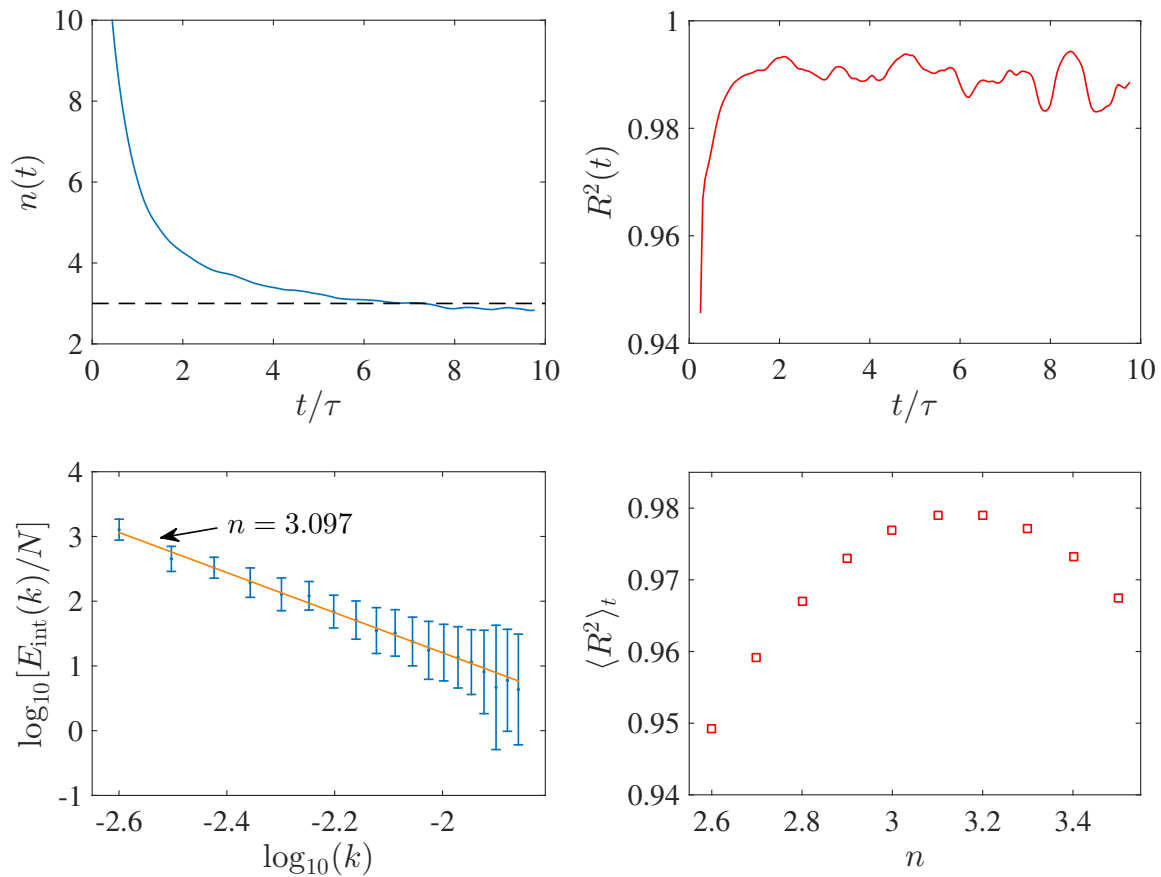 10
8
6
4
2
n(t)
0 2 4 6 8 10
t/τ
1
0.98
0.96
0.94
R²(t)
0 2 4 6 8 10
t/τ
4
3
2
1
0
-1
log₁₀[E_int(k)/N]
n = 3.097
-2.6 -2.4 -2.2 -2
log₁₀(k)
0.98
0.97
0.96
0.95
0.94
⟨R²⟩_t
2.6 2.8 3 3.2 3.4
n